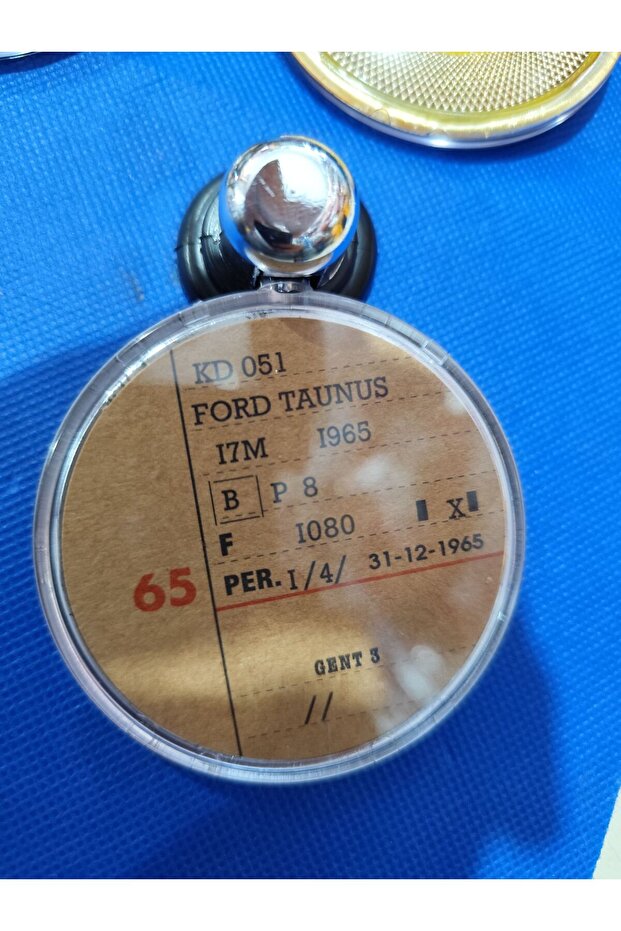 KD 051
FORD TAUNUS
I7M I965
B P 8
F I080 X
65 PER. I/4/ 31-12-1965
GENT 3
//